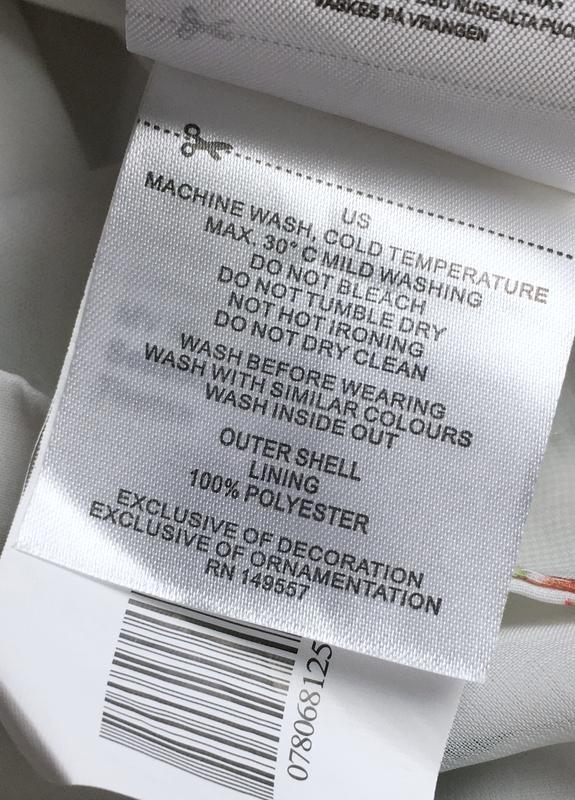 NUREALTA
VASKES PÅ VRANGEN
US
MACHINE WASH, COLD TEMPERATURE
MAX. 30° C MILD WASHING
DO NOT BLEACH
DO NOT TUMBLE DRY
NOT HOT IRONING
DO NOT DRY CLEAN
WASH BEFORE WEARING
WASH WITH SIMILAR COLOURS
WASH INSIDE OUT
OUTER SHELL
LINING
100% POLYESTER
EXCLUSIVE OF DECORATION
EXCLUSIVE OF ORNAMENTATION
RN 149557
078068125